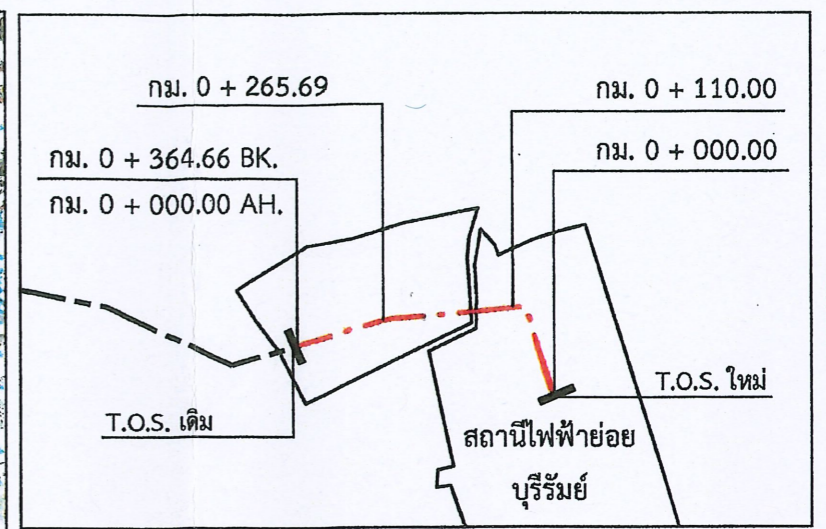 กม. 0 + 265.69
กม. 0 + 110.00
กม. 0 + 364.66 BK.
กม. 0 + 000.00 AH.
กม. 0 + 000.00
T.O.S. เดิม
T.O.S. ใหม่
สถานีไฟฟ้าย่อย
บุรีรัมย์